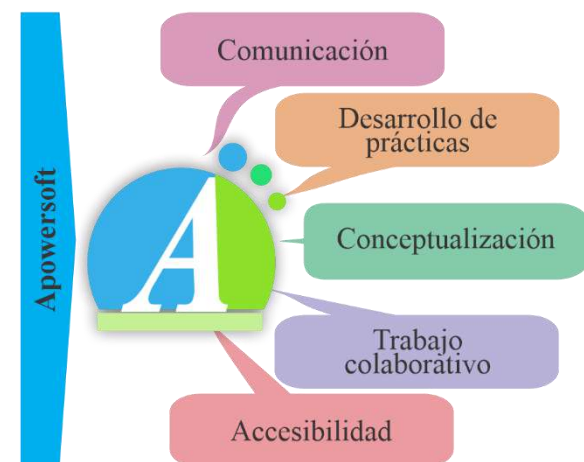 Apowersoft
Comunicación
Desarrollo de
prácticas
Conceptualización
Trabajo
colaborativo
Accesibilidad
A